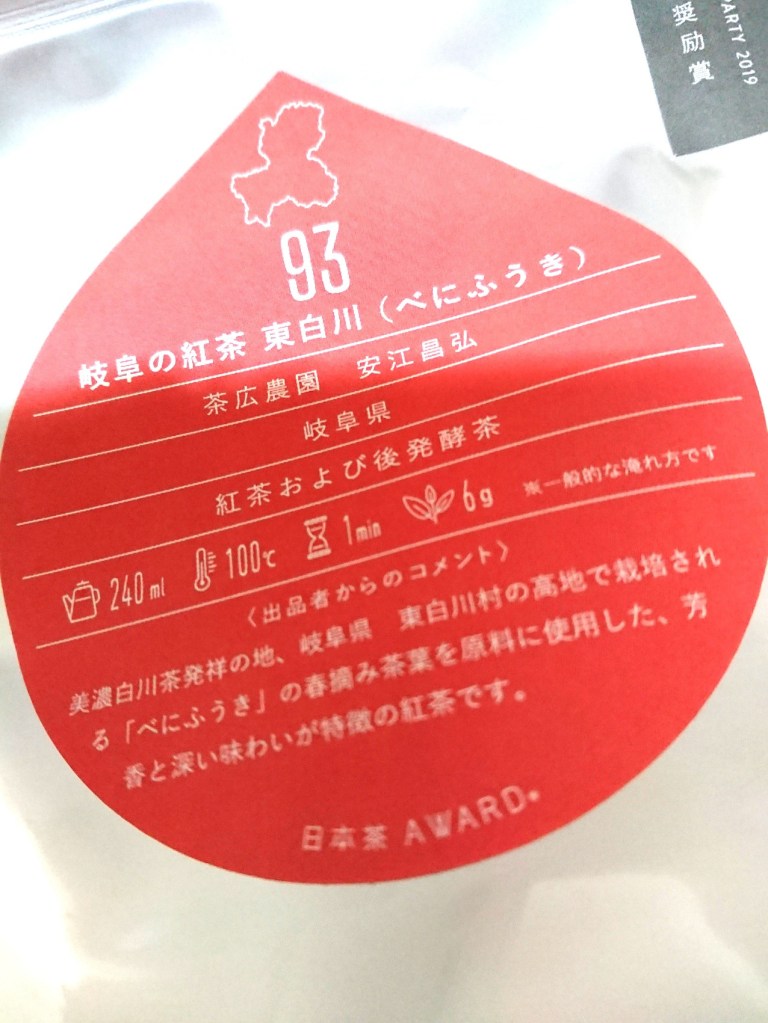 ARTY 2019
奨励賞
93
岐阜の紅茶 東白川（べにふうき）
茶広農園 安江昌弘
岐阜県
紅茶および後発酵茶
240ml 100℃ 1min 6g ※一般的な淹れ方です
〈出品者からのコメント〉
美濃白川茶発祥の地、岐阜県 東白川村の高地で栽培され
る「べにふうき」の春摘み茶葉を原料に使用した、芳
香と深い味わいが特徴の紅茶です。
日本茶 AWARD